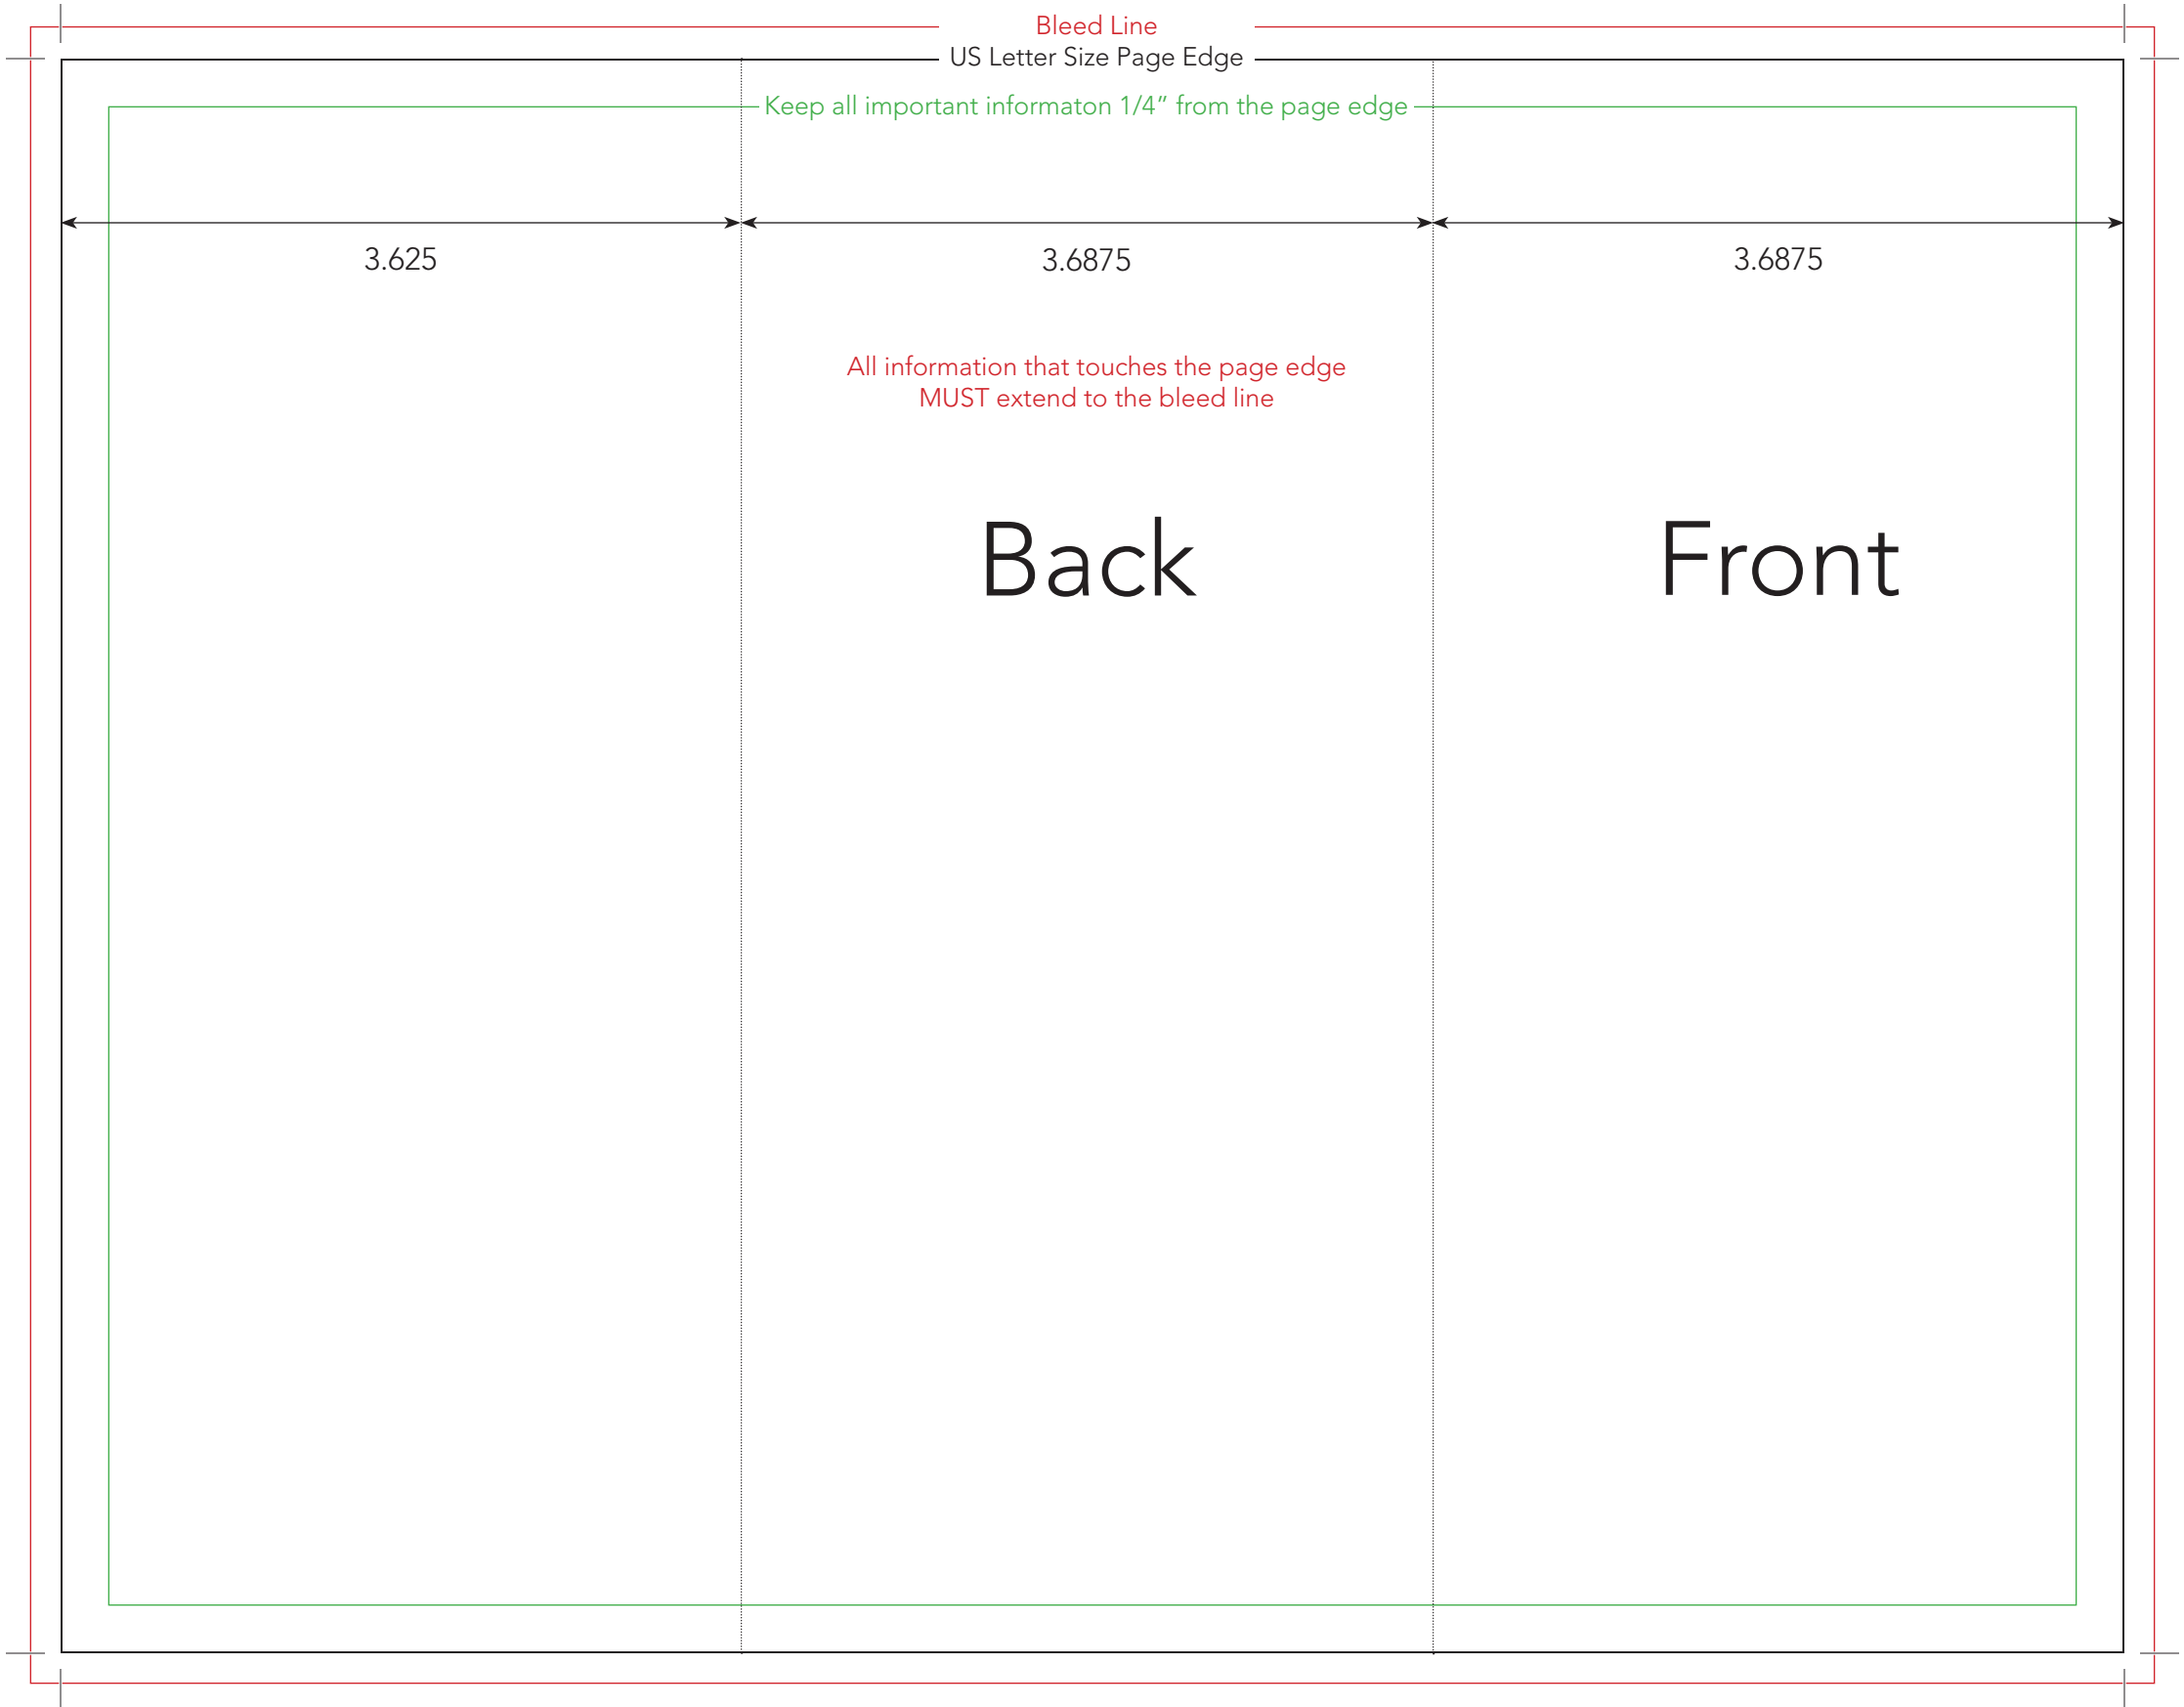 Bleed Line
US Letter Size Page Edge
Keep all important informaton 1/4” from the page edge
3.625
3.6875
3.6875
All information that touches the page edge
MUST extend to the bleed line
Back
Front